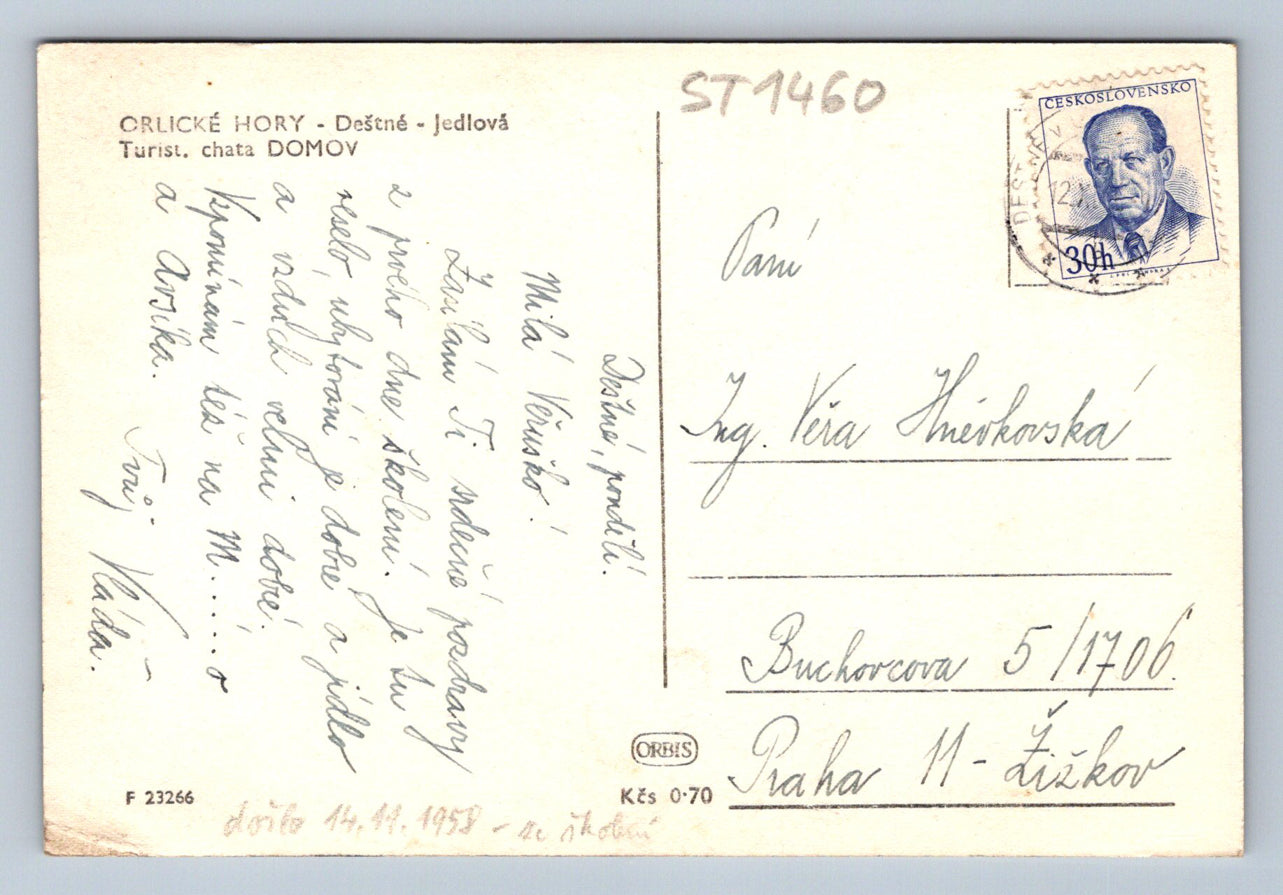 ORLICKÉ HORY - Deštné - Jedlová
Turist. chata DOMOV
ST1460
ČESKOSLOVENSKO
30h
Deštné, pondělí.
Milá Věruško!
Zasílám Ti srdečné pozdravy
z prvého dne školení. Je tu
veselo, ubytování je dobré a jídlo
a vzduch velmi dobré.
Vzpomínám též na M.....o
a
Tvůj Vláďa.
Paní
Ing. Věra Hněvkovská
Buchovcova 5/1706.
Praha 11 - Žižkov
ORBIS
F 23266
Kčs 0·70
došlo 14.11.1958 - ze školení